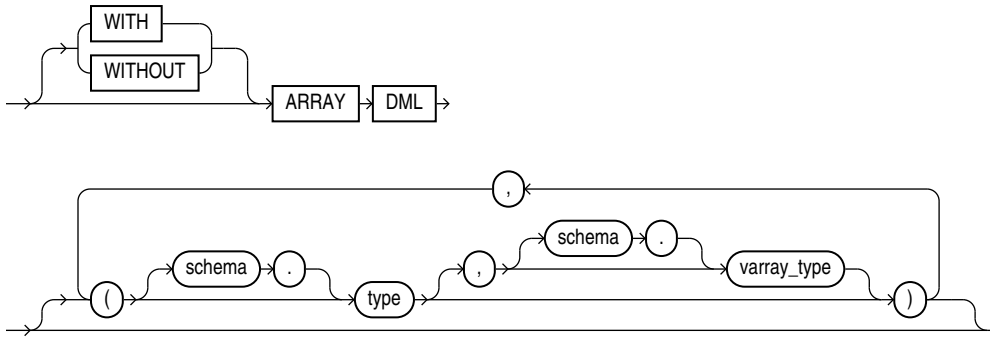 WITH
WITHOUT
ARRAY DML
,
schema .
schema . , varray_type
( type )